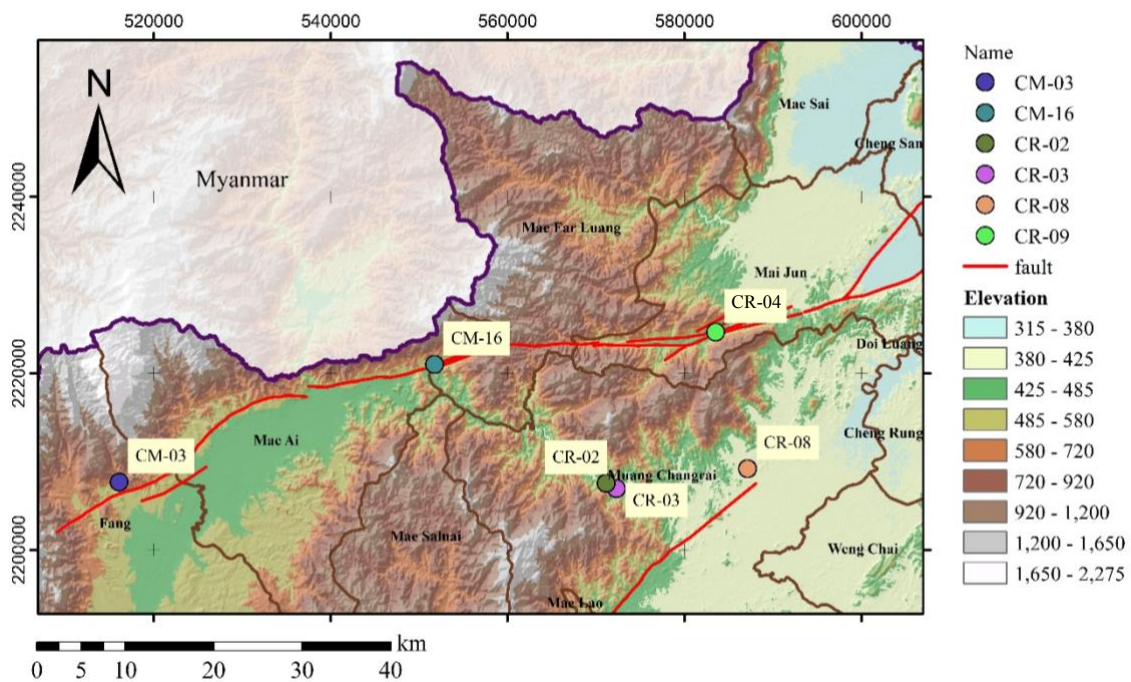 520000 540000 560000 580000 600000
N
Myanmar
Mae Sai
Cheng San
2240000
Mae Far Luang
Mai Jun
CR-04
CM-16
Doi Luang
2220000
Mae Ai
CM-03
CR-02
CR-08
Cheng Rung
Muang Changrai
CR-03
Fang
2200000
Mae Salnai
Weng Chai
Mae Lao
km
0 5 10 20 30 40
Name
CM-03
CM-16
CR-02
CR-03
CR-08
CR-09
fault
Elevation
315 - 380
380 - 425
425 - 485
485 - 580
580 - 720
720 - 920
920 - 1,200
1,200 - 1,650
1,650 - 2,275